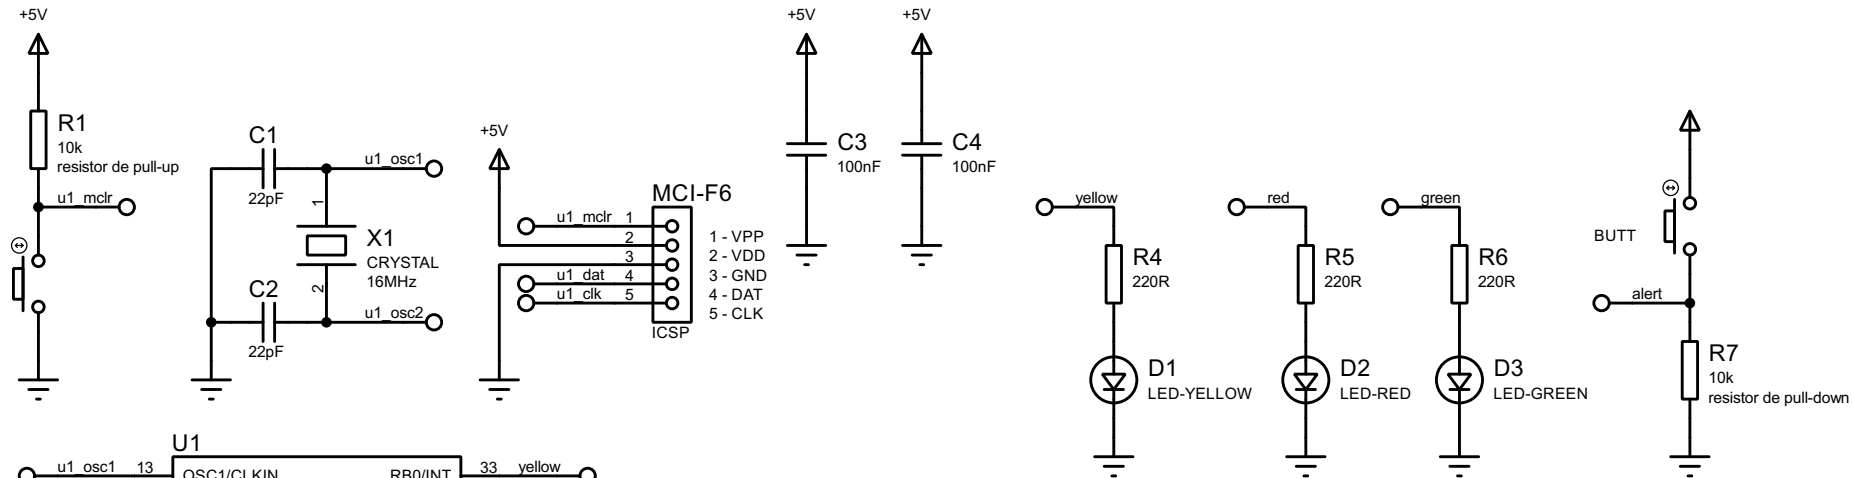 +5V
R1
10k
resistor de pull-up
u1_mclr
C1
22pF
u1_osc1
1
X1
CRYSTAL
16MHz
2
C2
22pF
u1_osc2
+5V
MCI-F6
u1_mclr 1
2
3
u1_dat 4
u1_clk 5
1 - VPP
2 - VDD
3 - GND
4 - DAT
5 - CLK
ICSP
+5V
C3
100nF
+5V
C4
100nF
yellow
R4
220R
D1
LED-YELLOW
red
R5
220R
D2
LED-RED
green
R6
220R
D3
LED-GREEN
BUTT
alert
R7
10k
resistor de pull-down
U1
u1_osc1 13 OSC1/CLKIN RB0/INT 33 yellow